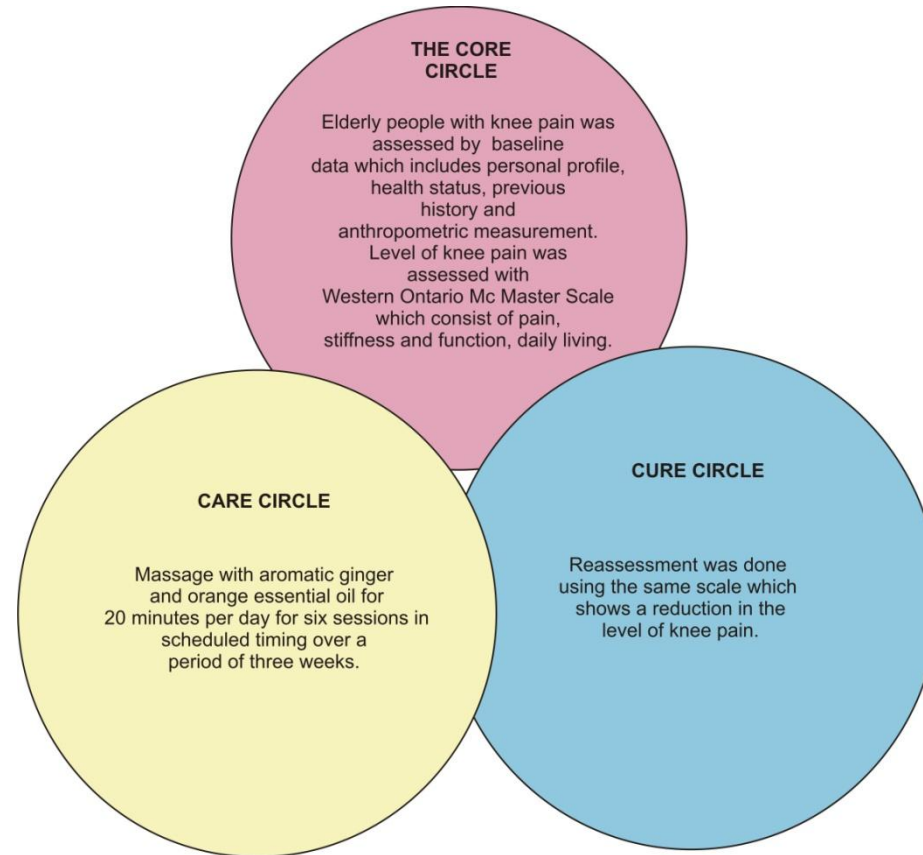 THE CORE
CIRCLE
Elderly people with knee pain was
assessed by baseline
data which includes personal profile,
health status, previous
history and
anthropometric measurement.
Level of knee pain was
assessed with
Western Ontario Mc Master Scale
which consist of pain,
stiffness and function, daily living.
CARE CIRCLE
Massage with aromatic ginger
and orange essential oil for
20 minutes per day for six sessions in
scheduled timing over a
period of three weeks.
CURE CIRCLE
Reassessment was done
using the same scale which
shows a reduction in the
level of knee pain.